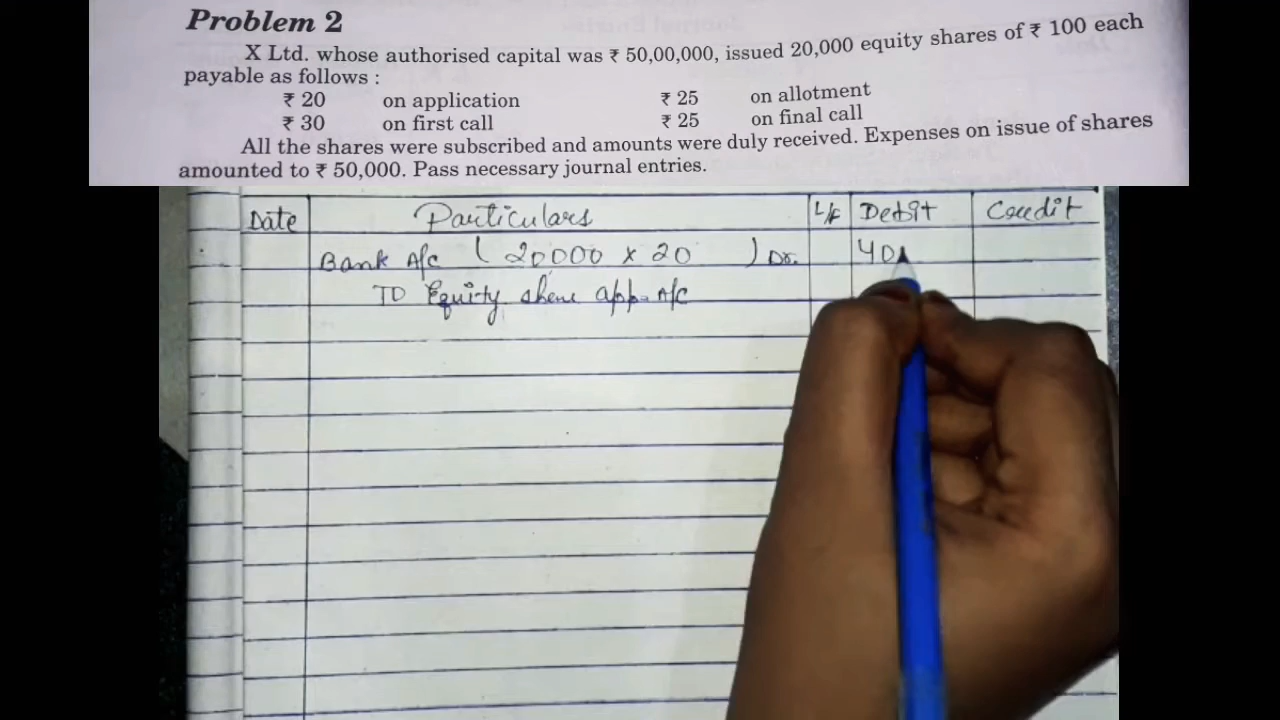 Problem 2
X Ltd. whose authorised capital was ₹ 50,00,000, issued 20,000 equity shares of ₹ 100 each
payable as follows :
₹ 20 on application ₹ 25 on allotment
₹ 30 on first call ₹ 25 on final call
All the shares were subscribed and amounts were duly received. Expenses on issue of shares
amounted to ₹ 50,000. Pass necessary journal entries.
Date Particulars L/F Debit Credit
Bank A/c ( 20000 x 20 ) Dr. 40
To Equity share app. A/c